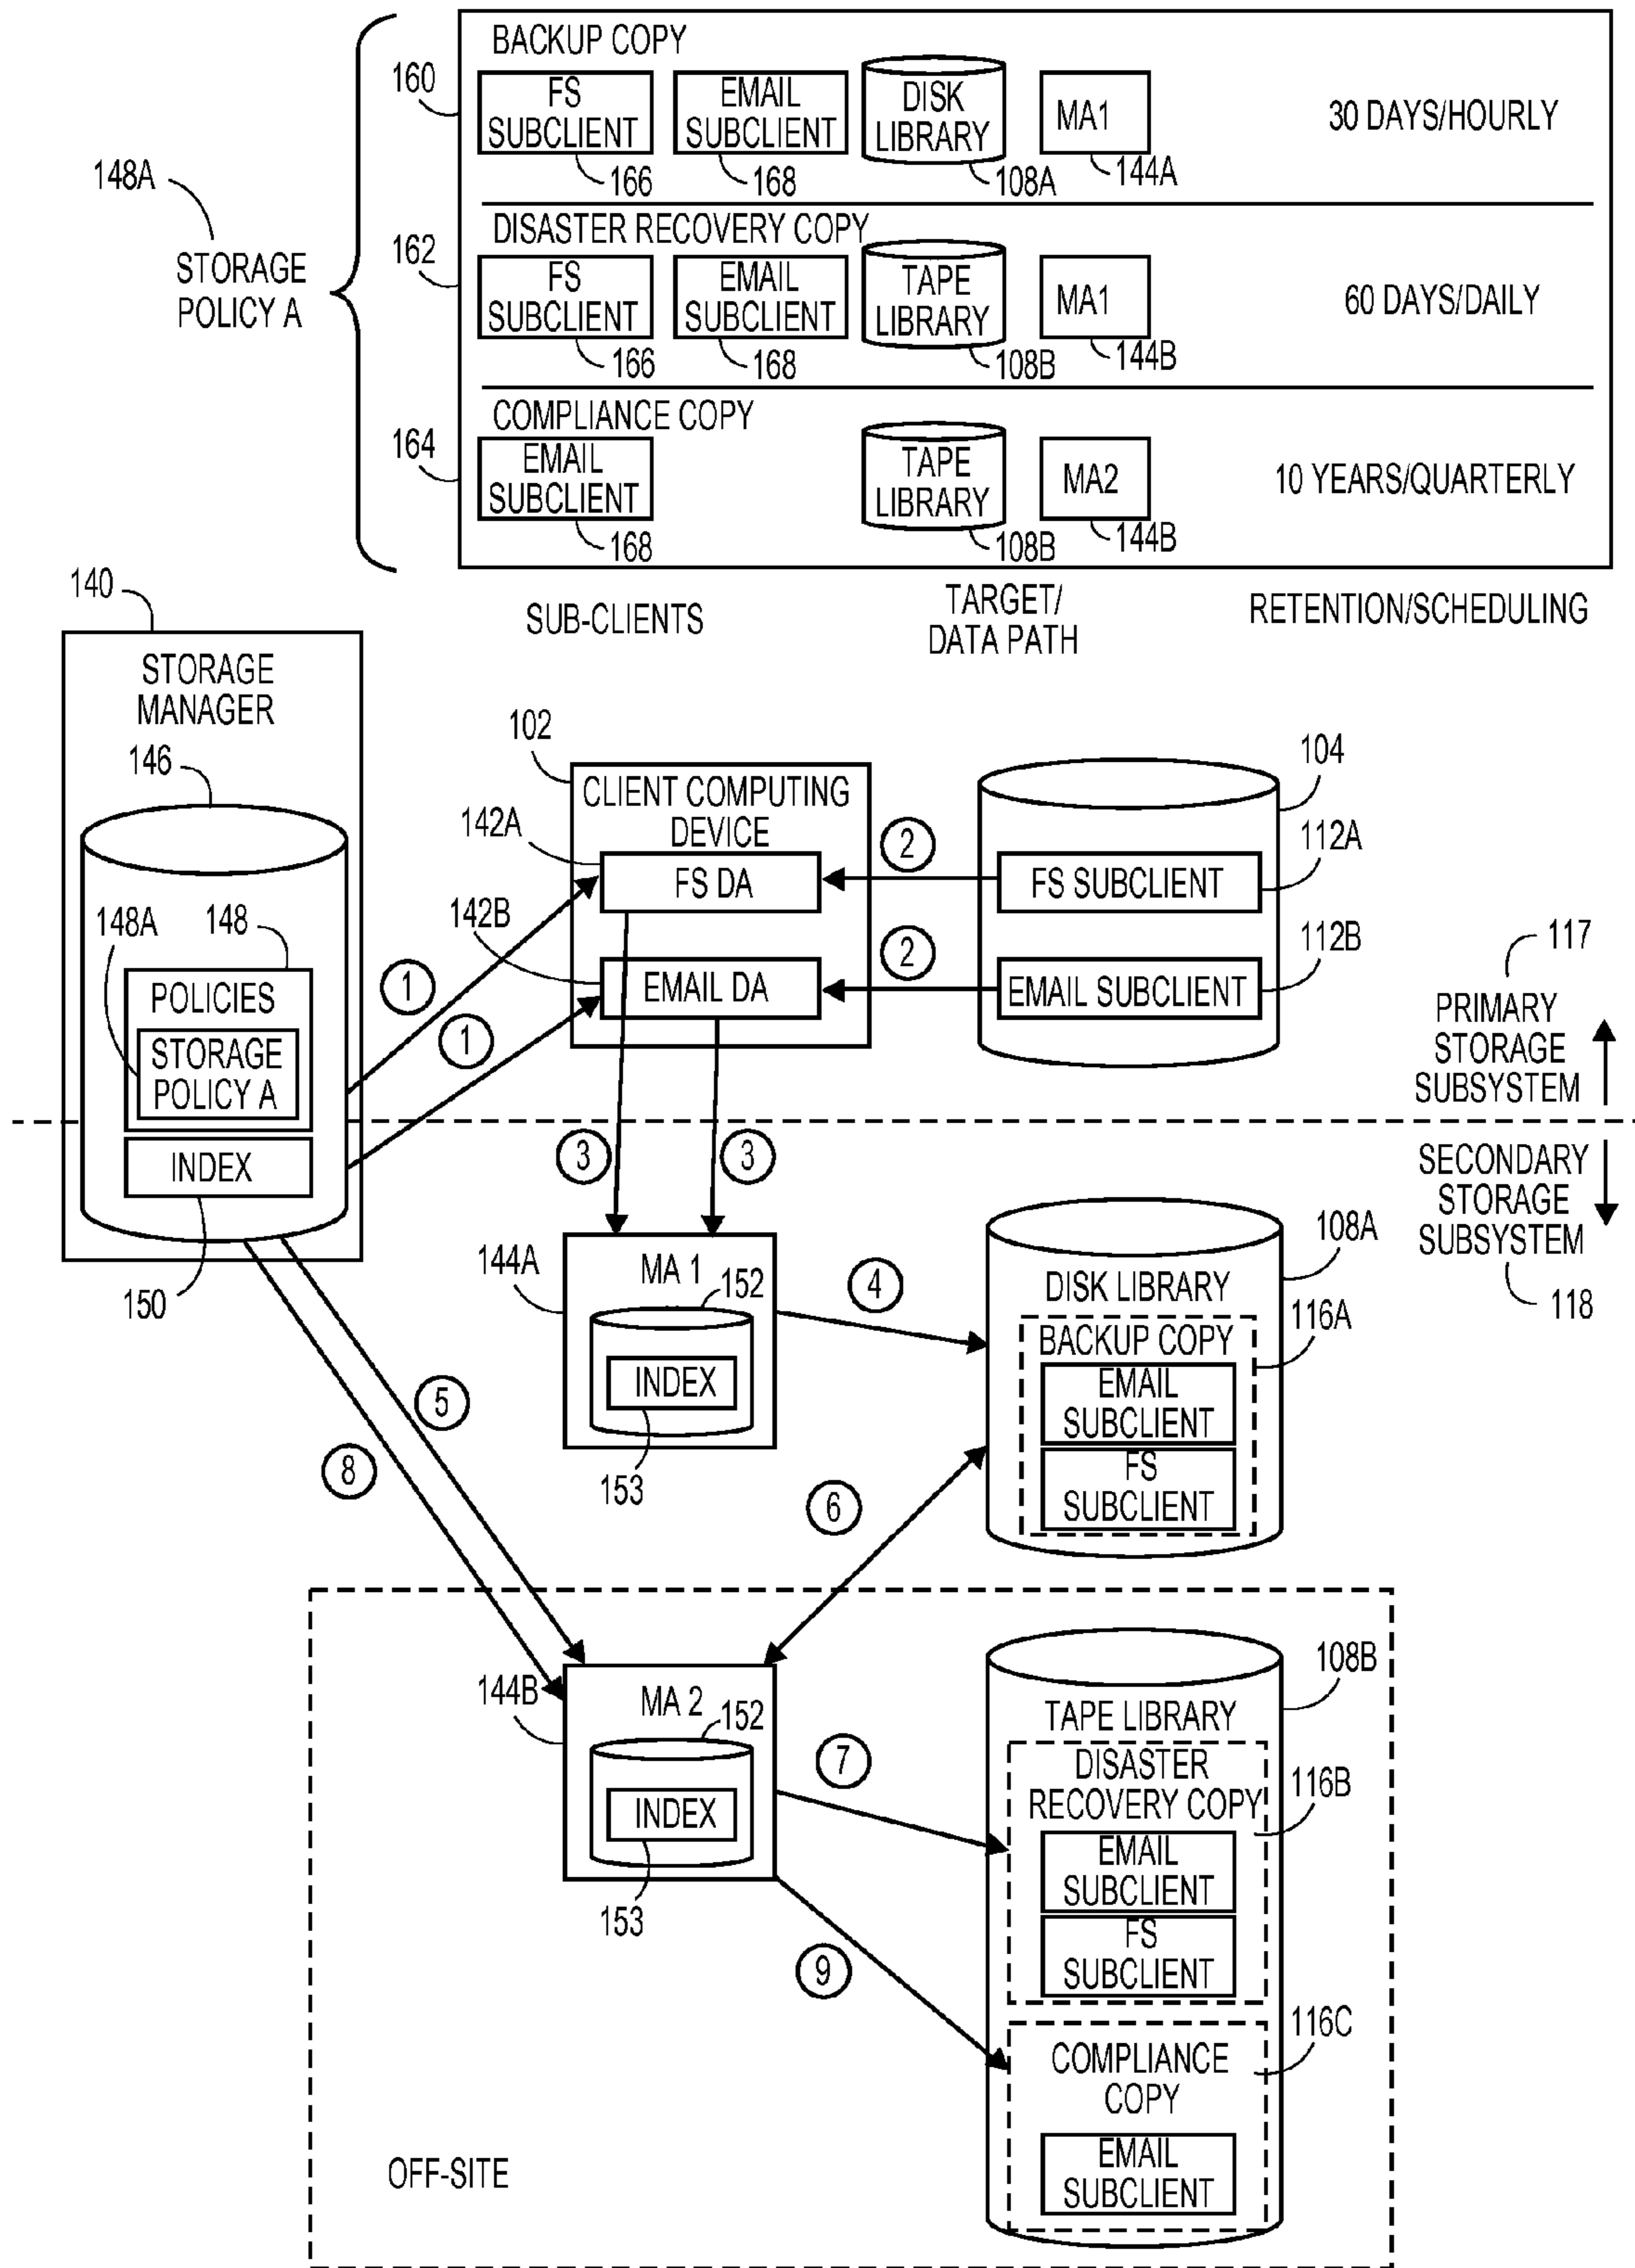 BACKUP COPY
160
FS
SUBCLIENT
166
EMAIL
SUBCLIENT
168
DISK
LIBRARY
108A
MA1
144A
30 DAYS/HOURLY
148A
STORAGE
POLICY A
DISASTER RECOVERY COPY
162
FS
SUBCLIENT
166
EMAIL
SUBCLIENT
168
TAPE
LIBRARY
108B
MA1
144B
60 DAYS/DAILY
COMPLIANCE COPY
164
EMAIL
SUBCLIENT
168
TAPE
LIBRARY
108B
MA2
144B
10 YEARS/QUARTERLY
SUB-CLIENTS
TARGET/
DATA PATH
RETENTION/SCHEDULING
140
STORAGE
MANAGER
146
148A
148
POLICIES
STORAGE
POLICY A
INDEX
150
1
1
102
CLIENT COMPUTING
DEVICE
142A
FS DA
142B
EMAIL DA
2
2
104
FS SUBCLIENT
112A
EMAIL SUBCLIENT
112B
117
PRIMARY
STORAGE
SUBSYSTEM
SECONDARY
STORAGE
SUBSYSTEM
118
3
3
144A
MA 1
152
INDEX
153
4
108A
DISK LIBRARY
116A
BACKUP COPY
EMAIL
SUBCLIENT
FS
SUBCLIENT
5
8
6
144B
MA 2
152
INDEX
153
7
9
108B
TAPE LIBRARY
DISASTER
RECOVERY COPY
116B
EMAIL
SUBCLIENT
FS
SUBCLIENT
116C
COMPLIANCE
COPY
EMAIL
SUBCLIENT
OFF-SITE